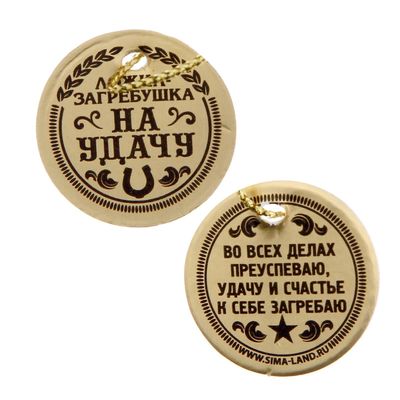 ЗАГРЕБУШКА
НА
УДАЧУ
ВО ВСЕХ ДЕЛАХ
ПРЕУСПЕВАЮ,
УДАЧУ И СЧАСТЬЕ
К СЕБЕ ЗАГРЕБАЮ
WWW.SIMA-LAND.RU